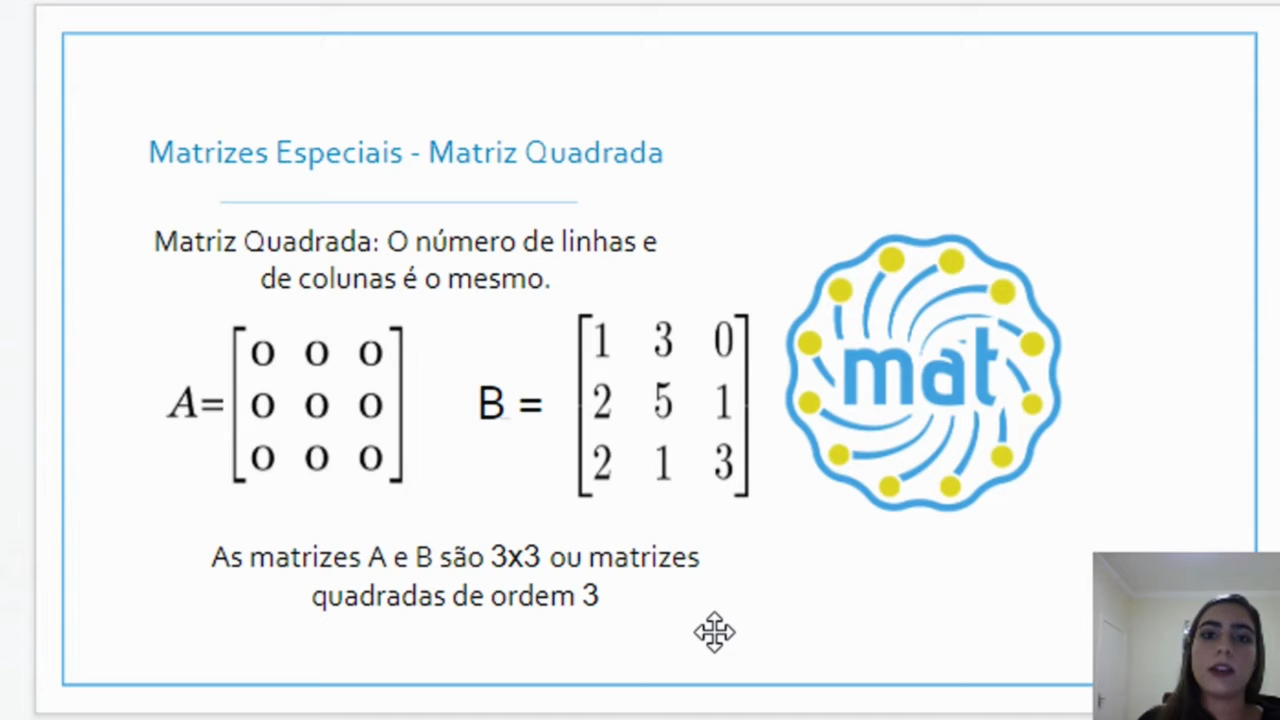 Matrizes Especiais - Matriz Quadrada
Matriz Quadrada: O número de linhas e
de colunas é o mesmo.
A= [0 0 0
0 0 0
0 0 0]
B = [1 3 0
2 5 1
2 1 3]
mat
As matrizes A e B são 3x3 ou matrizes
quadradas de ordem 3